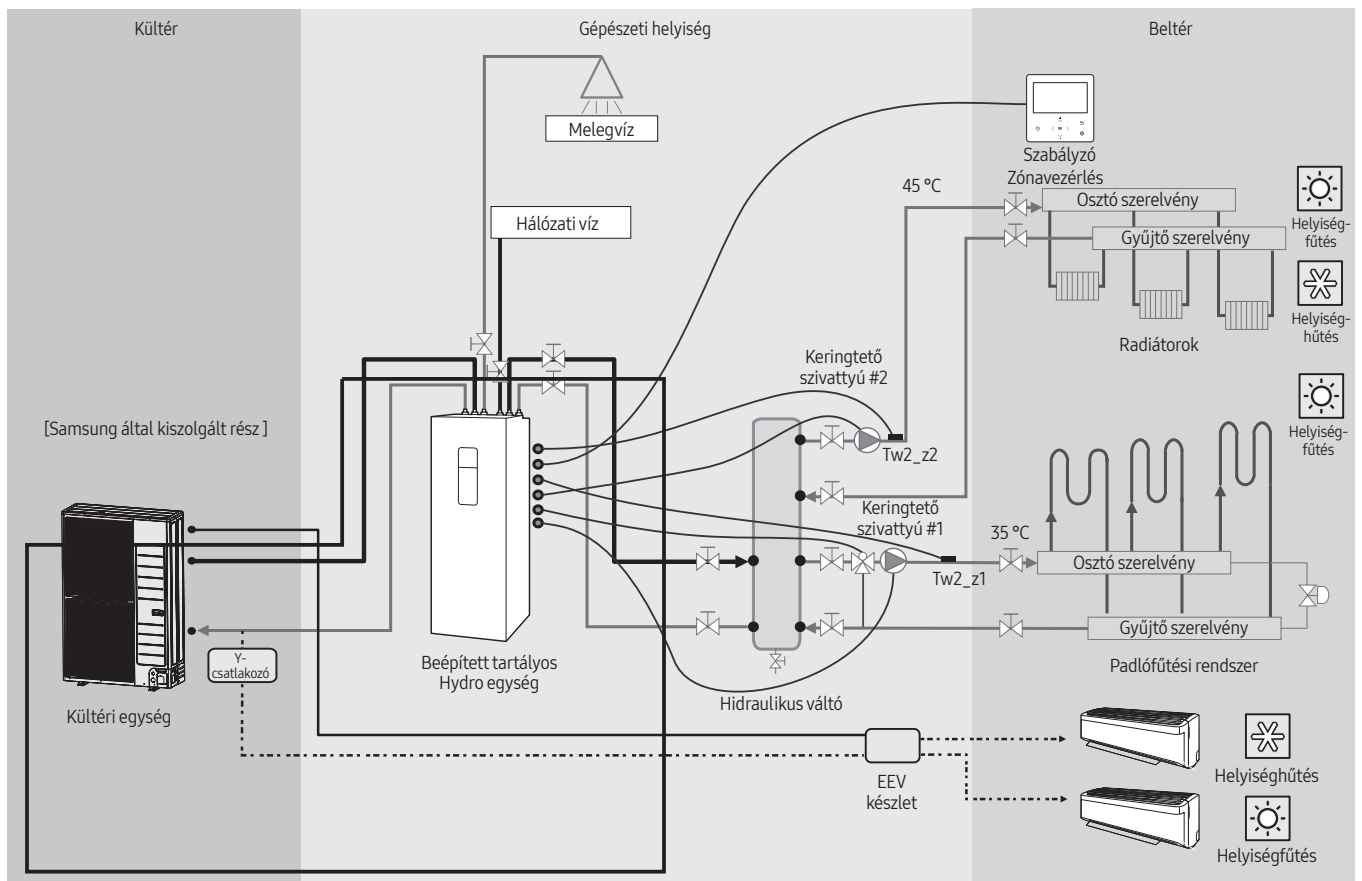 Kültér
Gépészeti helyiség
Beltér
Melegvíz
Szabályzó
Zónavezérlés
45 °C
Osztó szerelvény
Helyiség-
fűtés
Hálózati víz
Gyűjtő szerelvény
Helyiség-
hűtés
Radiátorok
Keringtető
szivattyú #2
[Samsung által kiszolgált rész ]
Helyiség-
fűtés
Tw2_z2
Keringtető
szivattyú #1
35 °C
Osztó szerelvény
Tw2_z1
Gyűjtő szerelvény
Y-
csatlakozó
Beépített tartályos
Hydro egység
Padlófűtési rendszer
Kültéri egység
Hidraulikus váltó
EEV
készlet
Helyiséghűtés
Helyiségfűtés